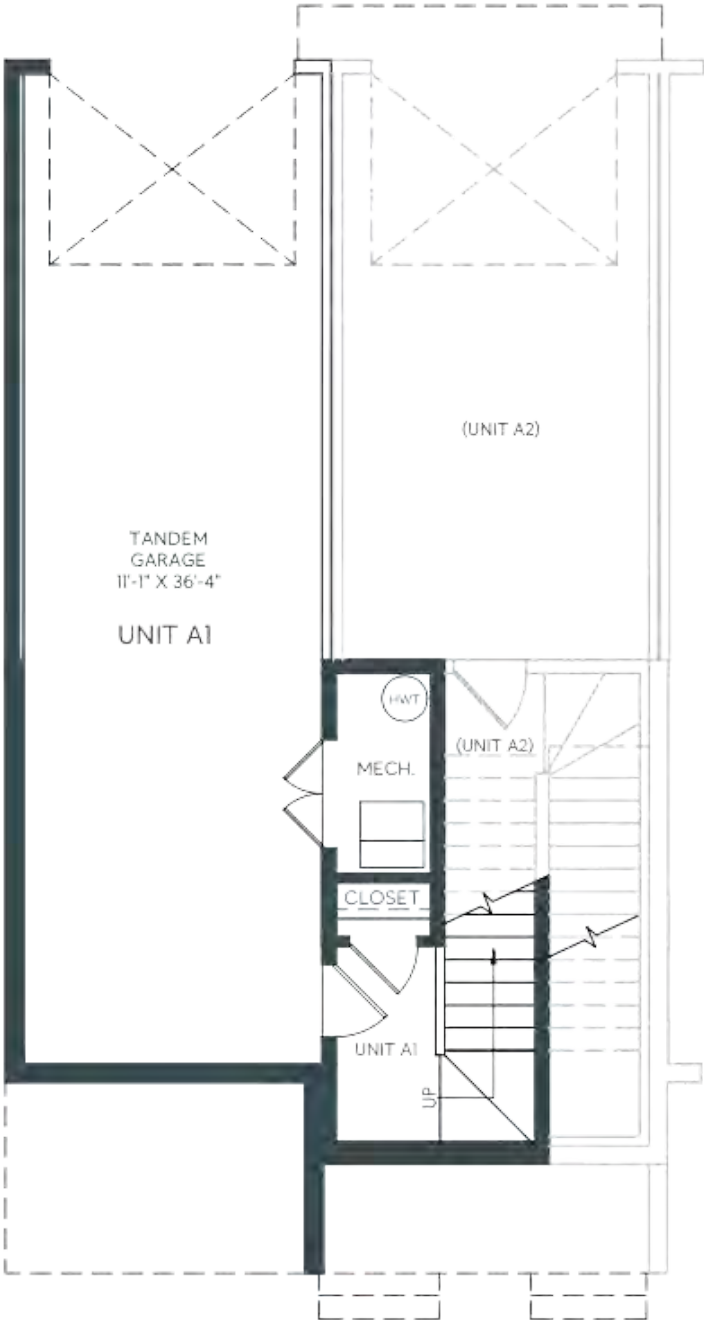 (UNIT A2)
TANDEM
GARAGE
11'-1" X 36'-4"
UNIT A1
HWT
(UNIT A2)
MECH.
CLOSET
UNIT A1
UP